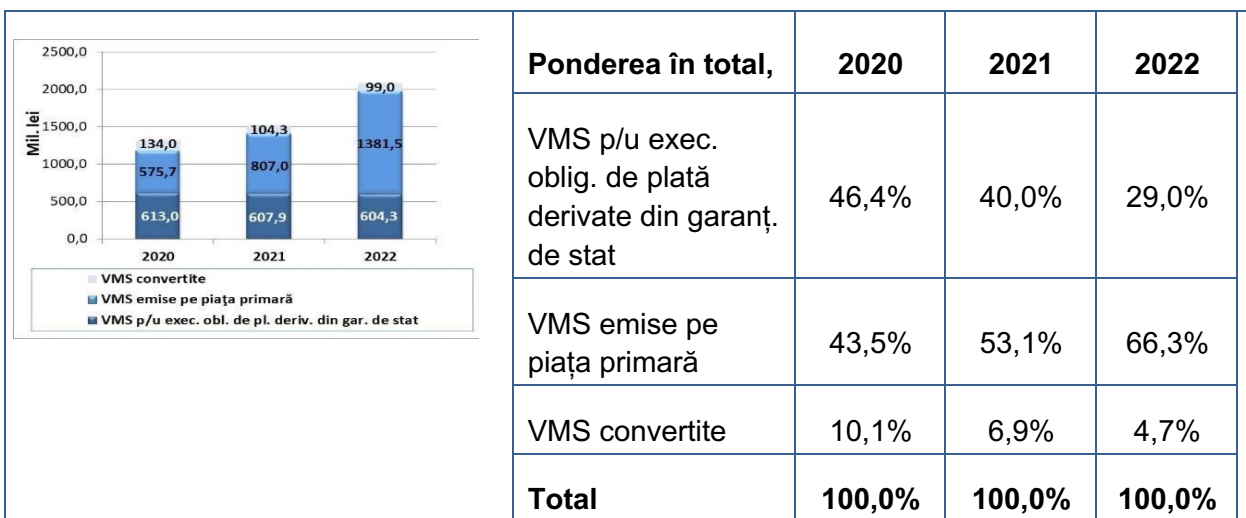 2500,0
2000,0
1500,0
1000,0
500,0
0,0
Mil. lei
99,0
104,3
134,0
1381,5
807,0
575,7
613,0
607,9
604,3
2020 2021 2022
VMS convertite
VMS emise pe piaţa primară
VMS p/u exec. obl. de pl. deriv. din gar. de stat
Ponderea în total, 2020 2021 2022
VMS p/u exec.
oblig. de plată
derivate din garanț.
de stat
46,4% 40,0% 29,0%
VMS emise pe
piața primară
43,5% 53,1% 66,3%
VMS convertite 10,1% 6,9% 4,7%
Total 100,0% 100,0% 100,0%